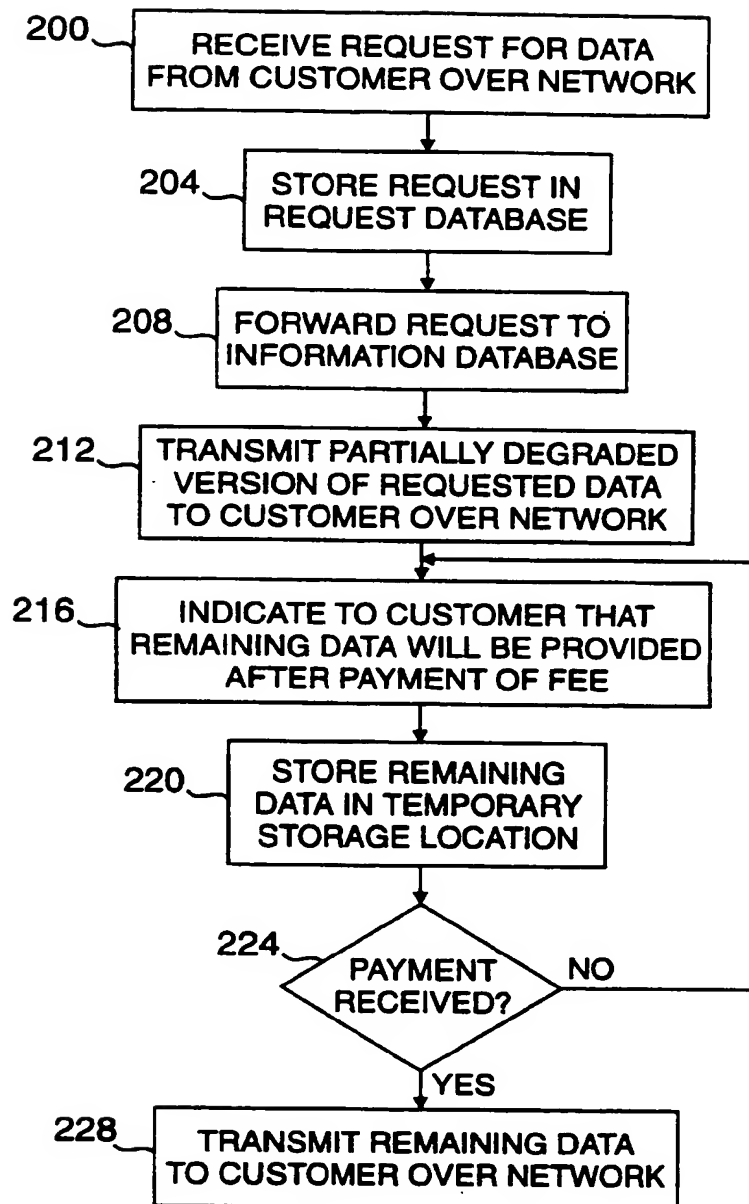 200
RECEIVE REQUEST FOR DATA
FROM CUSTOMER OVER NETWORK
204
STORE REQUEST IN
REQUEST DATABASE
208
FORWARD REQUEST TO
INFORMATION DATABASE
212
TRANSMIT PARTIALLY DEGRADED
VERSION OF REQUESTED DATA
TO CUSTOMER OVER NETWORK
216
INDICATE TO CUSTOMER THAT
REMAINING DATA WILL BE PROVIDED
AFTER PAYMENT OF FEE
220
STORE REMAINING
DATA IN TEMPORARY
STORAGE LOCATION
224
PAYMENT
RECEIVED?
NO
YES
228
TRANSMIT REMAINING DATA
TO CUSTOMER OVER NETWORK